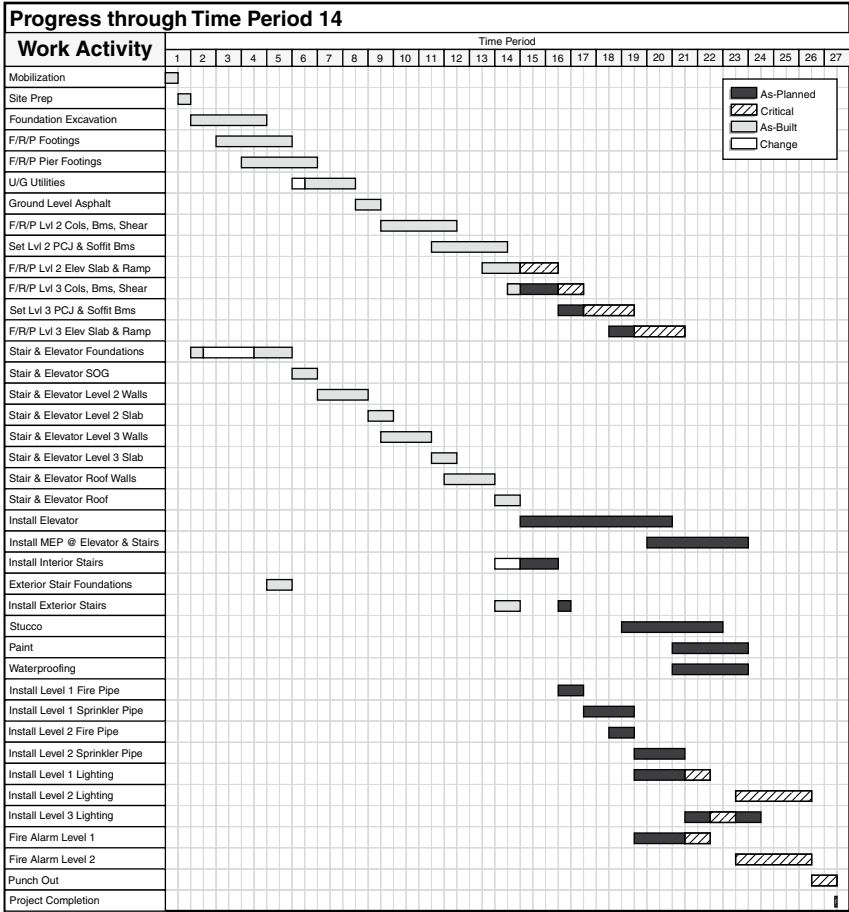 Progress through Time Period 14
Work Activity
Time Period
1 2 3 4 5 6 7 8 9 10 11 12 13 14 15 16 17 18 19 20 21 22 23 24 25 26 27
Mobilization
Site Prep
Foundation Excavation
F/R/P Footings
F/R/P Pier Footings
U/G Utilities
Ground Level Asphalt
F/R/P Lvl 2 Cols, Bms, Shear
Set Lvl 2 PCJ & Soffit Bms
F/R/P Lvl 2 Elev Slab & Ramp
F/R/P Lvl 3 Cols, Bms, Shear
Set Lvl 3 PCJ & Soffit Bms
F/R/P Lvl 3 Elev Slab & Ramp
Stair & Elevator Foundations
Stair & Elevator SOG
Stair & Elevator Level 2 Walls
Stair & Elevator Level 2 Slab
Stair & Elevator Level 3 Walls
Stair & Elevator Level 3 Slab
Stair & Elevator Roof Walls
Stair & Elevator Roof
Install Elevator
Install MEP @ Elevator & Stairs
Install Interior Stairs
Exterior Stair Foundations
Install Exterior Stairs
Stucco
Paint
Waterproofing
Install Level 1 Fire Pipe
Install Level 1 Sprinkler Pipe
Install Level 2 Fire Pipe
Install Level 2 Sprinkler Pipe
Install Level 1 Lighting
Install Level 2 Lighting
Install Level 3 Lighting
Fire Alarm Level 1
Fire Alarm Level 2
Punch Out
Project Completion
As-Planned
Critical
As-Built
Change